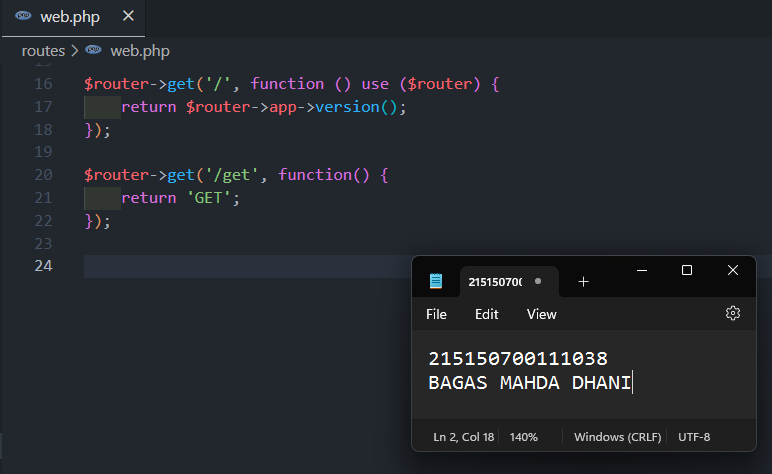 web.php
routes > web.php
15
16 $router->get('/', function () use ($router) {
17 return $router->app->version();
18 });
19
20 $router->get('/get', function() {
21 return 'GET';
22 });
23
24
215150700
File Edit View
215150700111038
BAGAS MAHDA DHANI
Ln 2, Col 18 140% Windows (CRLF) UTF-8